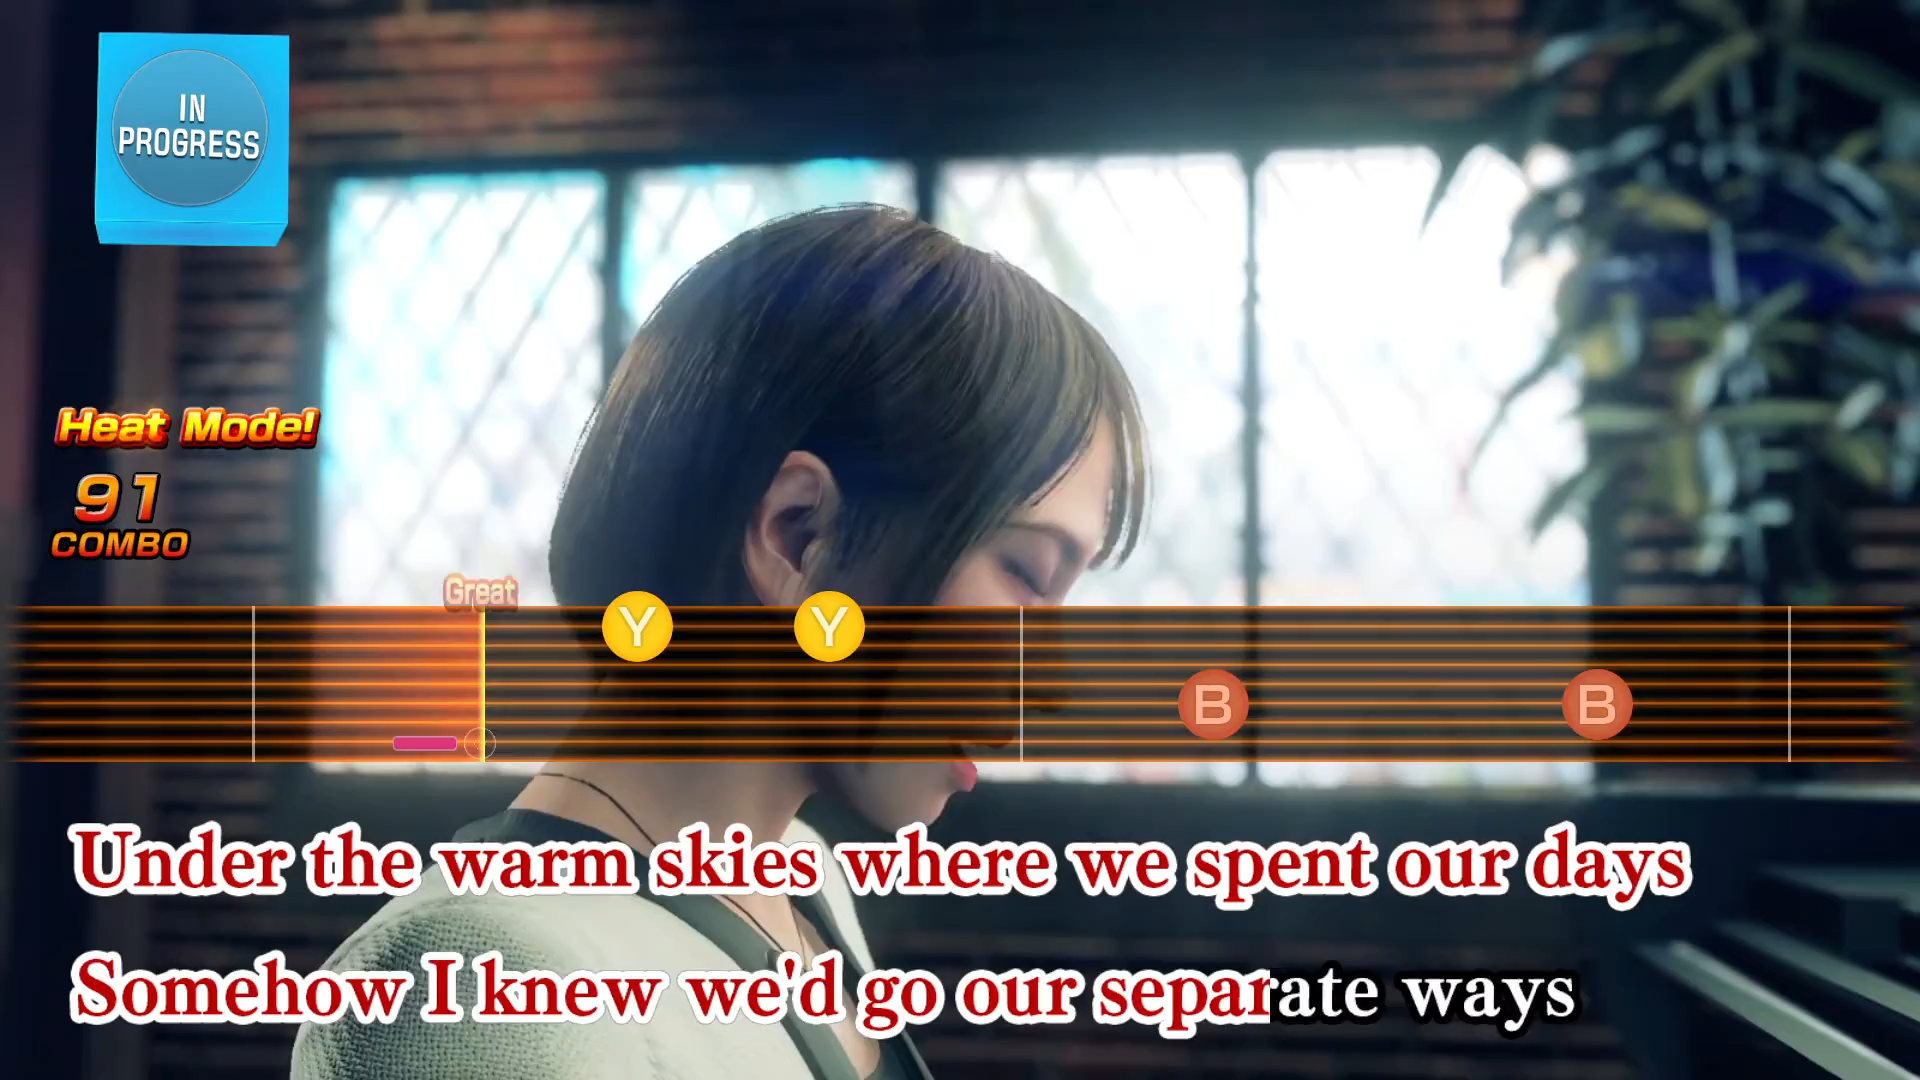 IN
PROGRESS
Heat Mode!
91
COMBO
Great
Y
Y
B
B
Under the warm skies where we spent our days
Somehow I knew we'd go our separate ways